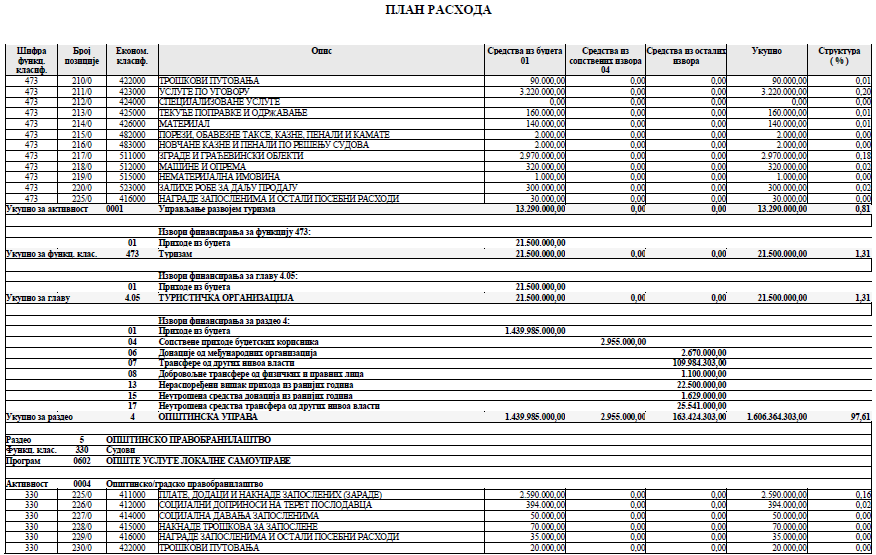 ПЛАН РАСХОДА
Шифра функц. класиф. Број позиције Економ. класиф. Опис Средства из буџета 01 Средства из сопствених извора 04 Средства из осталих извора Укупно Структура ( % )
473 210/0 422000 ТРОШКОВИ ПУТОВАЊА 90.000,00 0,00 0,00 90.000,00 0,01
473 211/0 423000 УСЛУГЕ ПО УГОВОРУ 3.220.000,00 0,00 0,00 3.220.000,00 0,20
473 212/0 424000 СПЕЦИЈАЛИЗОВАНЕ УСЛУГЕ 0,00 0,00 0,00 0,00 0,00
473 213/0 425000 ТЕКУЋЕ ПОПРАВКЕ И ОДРЖАВАЊЕ 160.000,00 0,00 0,00 160.000,00 0,01
473 214/0 426000 МАТЕРИЈАЛ 140.000,00 0,00 0,00 140.000,00 0,01
473 215/0 482000 ПОРЕЗИ, ОБАВЕЗНЕ ТАКСЕ, КАЗНЕ, ПЕНАЛИ И КАМАТЕ 2.000,00 0,00 0,00 2.000,00 0,00
473 216/0 483000 НОВЧАНЕ КАЗНЕ И ПЕНАЛИ ПО РЕШЕЊУ СУДОВА 2.000,00 0,00 0,00 2.000,00 0,00
473 217/0 511000 ЗГРАДЕ И ГРАЂЕВИНСКИ ОБЈЕКТИ 2.970.000,00 0,00 0,00 2.970.000,00 0,18
473 218/0 512000 МАШИНЕ И ОПРЕМА 320.000,00 0,00 0,00 320.000,00 0,02
473 219/0 515000 НЕМАТЕРИЈАЛНА ИМОВИНА 1.000,00 0,00 0,00 1.000,00 0,00
473 220/0 523000 ЗАЛИХЕ РОБЕ ЗА ДАЉУ ПРОДАЈУ 300.000,00 0,00 0,00 300.000,00 0,02
473 225/0 416000 НАГРАДЕ ЗАПОСЛЕНИМА И ОСТАЛИ ПОСЕБНИ РАСХОДИ 30.000,00 0,00 0,00 30.000,00 0,00
Укупно за активност 0001 Управљање развојем туризма 13.290.000,00 0,00 0,00 13.290.000,00 0,81
Извори финансирања за функцију 473:
01 Приходе из буџета 21.500.000,00
Укупно за функц. клас. 473 Туризам 21.500.000,00 0,00 0,00 21.500.000,00 1,31
Извори финансирања за главу 4.05:
01 Приходе из буџета 21.500.000,00
Укупно за главу 4.05 ТУРИСТИЧКА ОРГАНИЗАЦИЈА 21.500.000,00 0,00 0,00 21.500.000,00 1,31
Извори финансирања за раздео 4:
01 Приходе из буџета 1.439.985.000,00
04 Сопствене приходе буџетских корисника 2.955.000,00
06 Донације од међународних организација 2.670.000,00
07 Трансфере од других нивоа власти 109.984.303,00
08 Добровољне трансфере од физичких и правних лица 1.100.000,00
13 Нераспоређени вишак прихода из ранијих година 22.500.000,00
15 Неутрошена средства донација из ранијих година 1.629.000,00
17 Неутрошена средства трансфера од других нивоа власти 25.541.000,00
Укупно за раздео 4 ОПШТИНСКА УПРАВА 1.439.985.000,00 2.955.000,00 163.424.303,00 1.606.364.303,00 97,61
Раздео 5 ОПШТИНСКО ПРАВОБРАНИЛАШТВО
Функц. клас. 330 Судови
Програм 0602 ОПШТЕ УСЛУГЕ ЛОКАЛНЕ САМОУПРАВЕ
Активност 0004 Општинско/градско правобранилаштво
330 225/0 411000 ПЛАТЕ, ДОДАЦИ И НАКНАДЕ ЗАПОСЛЕНИХ (ЗАРАДЕ) 2.590.000,00 0,00 0,00 2.590.000,00 0,16
330 226/0 412000 СОЦИЈАЛНИ ДОПРИНОСИ НА ТЕРЕТ ПОСЛОДАВЦА 394.000,00 0,00 0,00 394.000,00 0,02
330 227/0 414000 СОЦИЈАЛНА ДАВАЊА ЗАПОСЛЕНИМА 50.000,00 0,00 0,00 50.000,00 0,00
330 228/0 415000 НАКНАДЕ ТРОШКОВА ЗА ЗАПОСЛЕНЕ 70.000,00 0,00 0,00 70.000,00 0,00
330 229/0 416000 НАГРАДЕ ЗАПОСЛЕНИМА И ОСТАЛИ ПОСЕБНИ РАСХОДИ 35.000,00 0,00 0,00 35.000,00 0,00
330 230/0 422000 ТРОШКОВИ ПУТОВАЊА 20.000,00 0,00 0,00 20.000,00 0,00